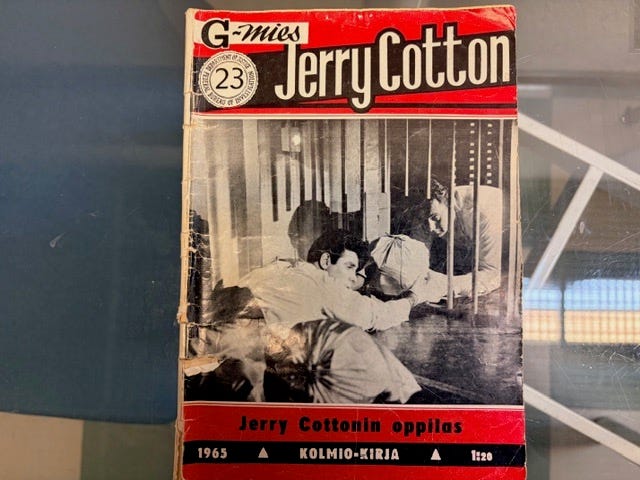 G-mies
Jerry Cotton
23
Jerry Cottonin oppilas
1965 ▲ KOLMIO-KIRJA ▲ 1:20